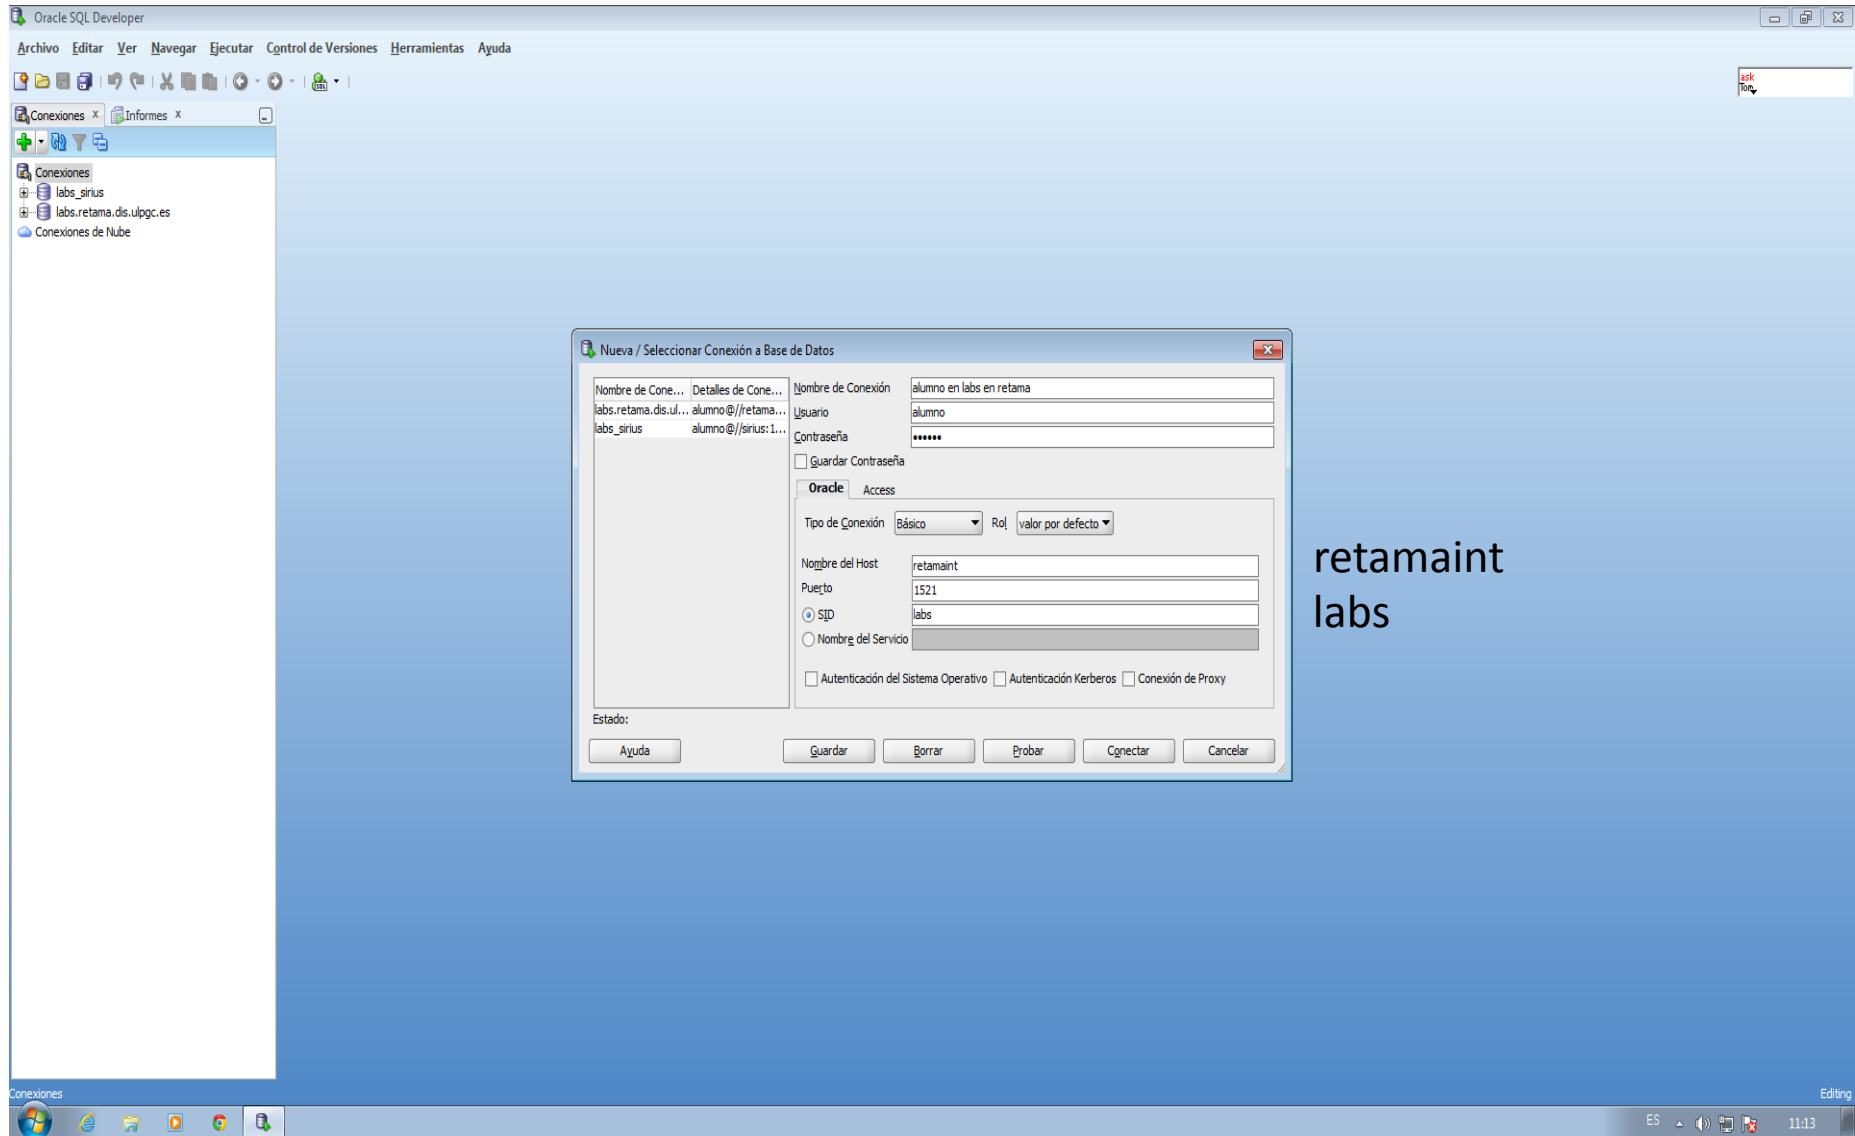 Oracle SQL Developer
Archivo Editar Ver Navegar Ejecutar Control de Versiones Herramientas Ayuda
SQL
ask
Tom
Conexiones x Informes x
Conexiones
labs_sirius
labs.retama.dis.ulpgc.es
Conexiones de Nube
Nueva / Seleccionar Conexión a Base de Datos
Nombre de Cone... Detalles de Cone...
labs.retama.dis.ul... alumno@//retama...
labs_sirius alumno@//sirius:1...
Nombre de Conexión alumno en labs en retama
Usuario alumno
Contraseña ••••••
Guardar Contraseña
Oracle Access
Tipo de Conexión Básico Rol valor por defecto
Nombre del Host retamaint
Puerto 1521
SID labs
Nombre del Servicio
Autenticación del Sistema Operativo Autenticación Kerberos Conexión de Proxy
Estado:
Ayuda Guardar Borrar Probar Conectar Cancelar
retamaint
labs
Conexiones Editing
ES 11:13